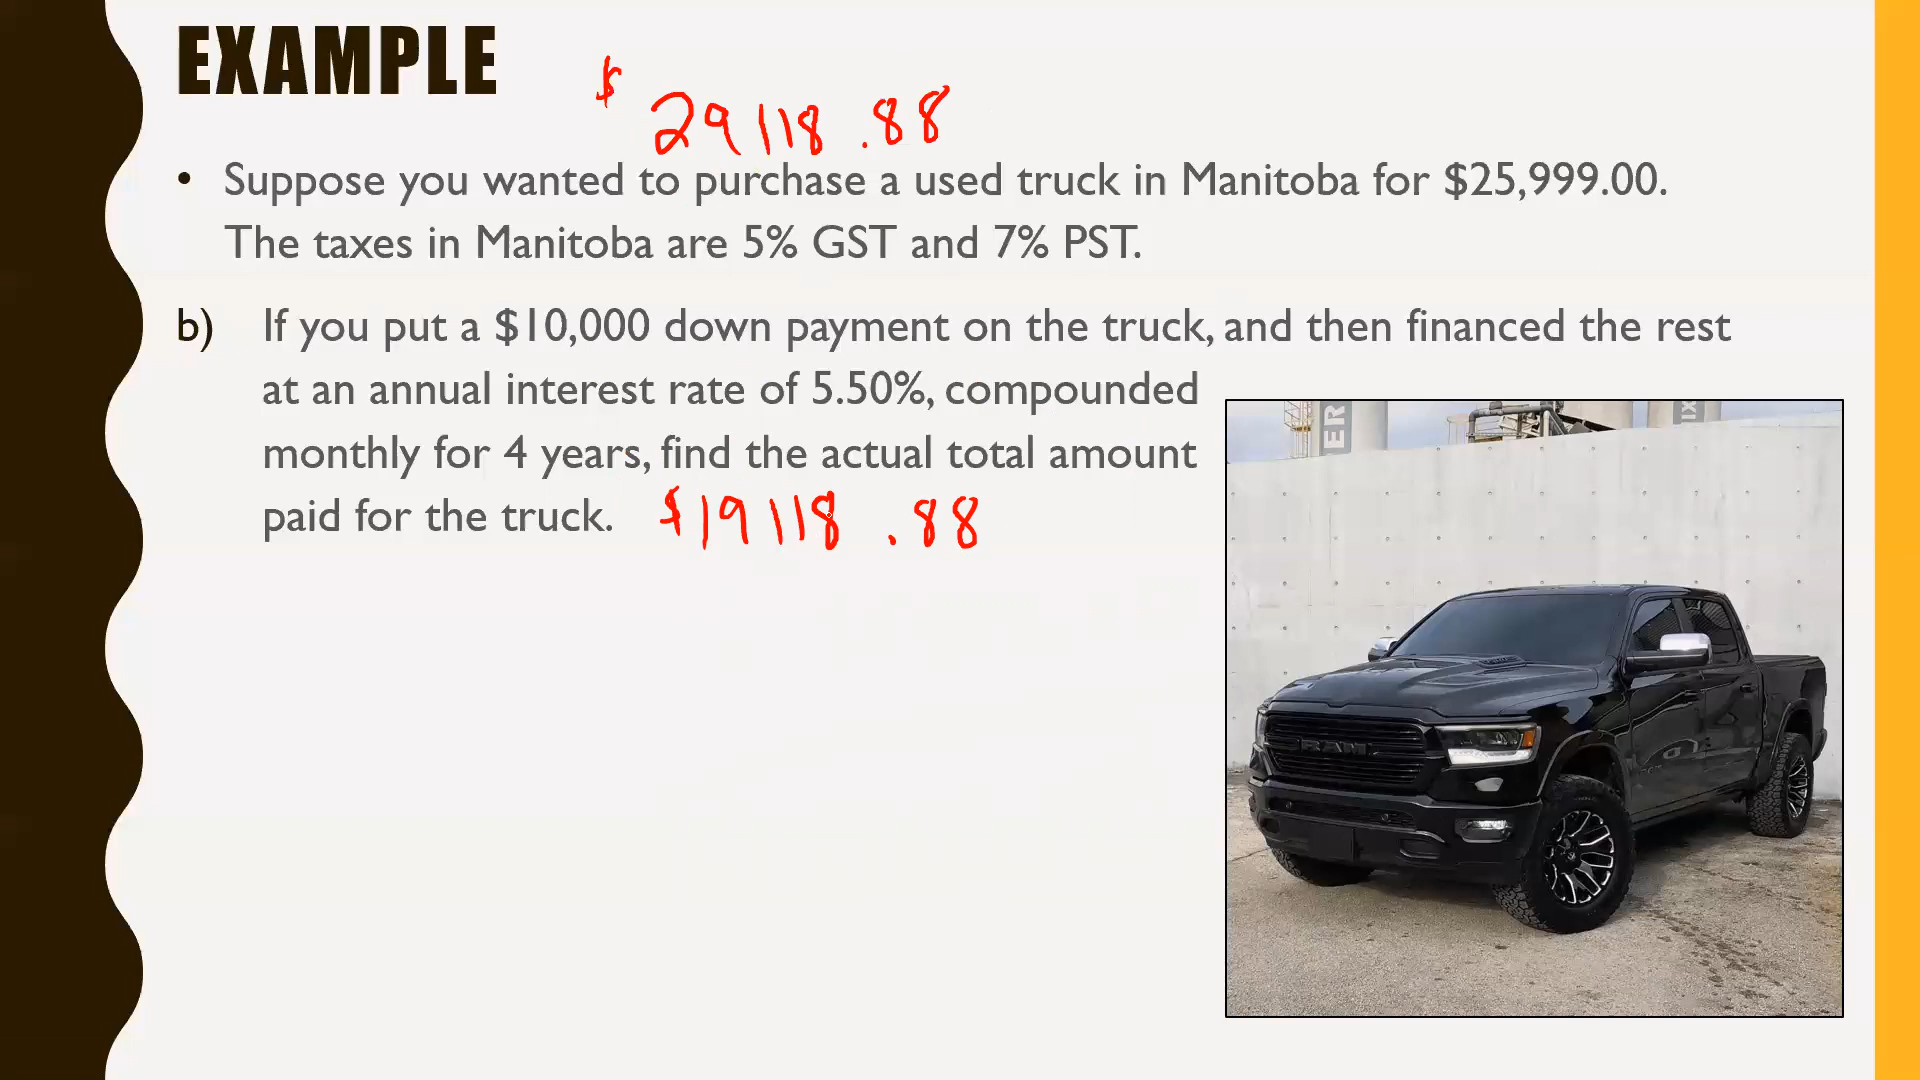 EXAMPLE
$ 29118.88
• Suppose you wanted to purchase a used truck in Manitoba for $25,999.00.
The taxes in Manitoba are 5% GST and 7% PST.
b) If you put a $10,000 down payment on the truck, and then financed the rest
at an annual interest rate of 5.50%, compounded
monthly for 4 years, find the actual total amount
paid for the truck. $19118.88
ER
IX
RAM